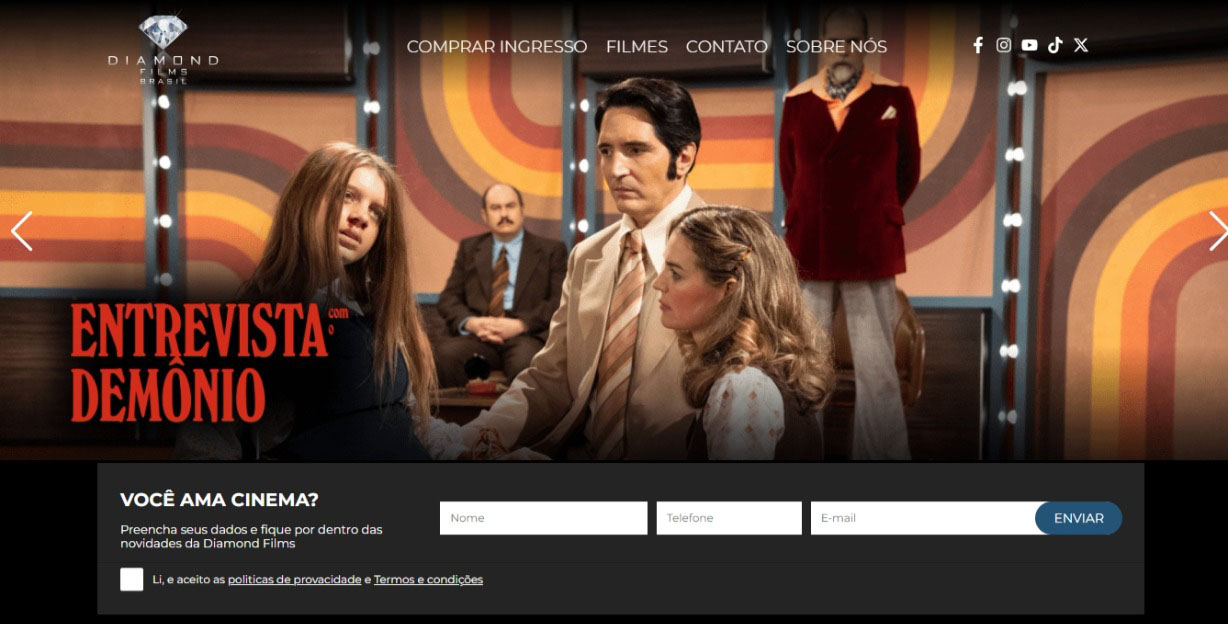 DIAMOND
FILMS
BRASIL
COMPRAR INGRESSO FILMES CONTATO SOBRE NÓS
ENTREVISTA com o
DEMÔNIO
VOCÊ AMA CINEMA?
Preencha seus dados e fique por dentro das
novidades da Diamond Films
Nome Telefone E-mail ENVIAR
Li, e aceito as politicas de provacidade e Termos e condições